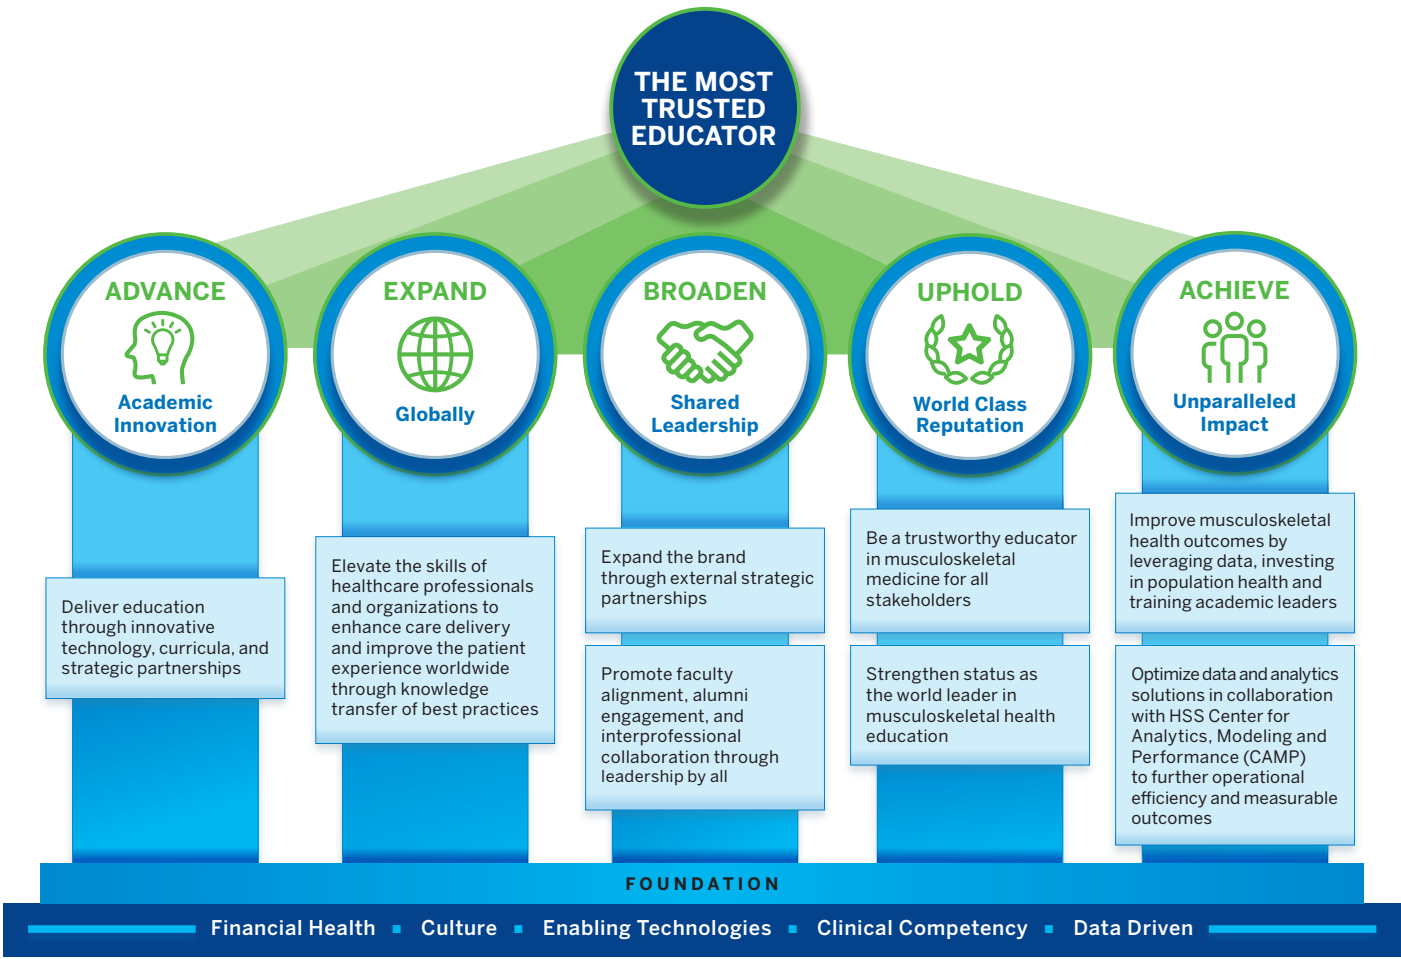 THE MOST
TRUSTED
EDUCATOR
ADVANCE
Academic
Innovation
Deliver education
through innovative
technology, curricula, and
strategic partnerships
EXPAND
Globally
Elevate the skills of
healthcare professionals
and organizations to
enhance care delivery
and improve the patient
experience worldwide
through knowledge
transfer of best practices
BROADEN
Shared
Leadership
Expand the brand
through external strategic
partnerships
Promote faculty
alignment, alumni
engagement, and
interprofessional
collaboration through
leadership by all
UPHOLD
World Class
Reputation
Be a trustworthy educator
in musculoskeletal
medicine for all
stakeholders
Strengthen status as
the world leader in
musculoskeletal health
education
ACHIEVE
Unparalleled
Impact
Improve musculoskeletal
health outcomes by
leveraging data, investing
in population health and
training academic leaders
Optimize data and analytics
solutions in collaboration
with HSS Center for
Analytics, Modeling and
Performance (CAMP)
to further operational
efficiency and measurable
outcomes
FOUNDATION
Financial Health ▪ Culture ▪ Enabling Technologies ▪ Clinical Competency ▪ Data Driven